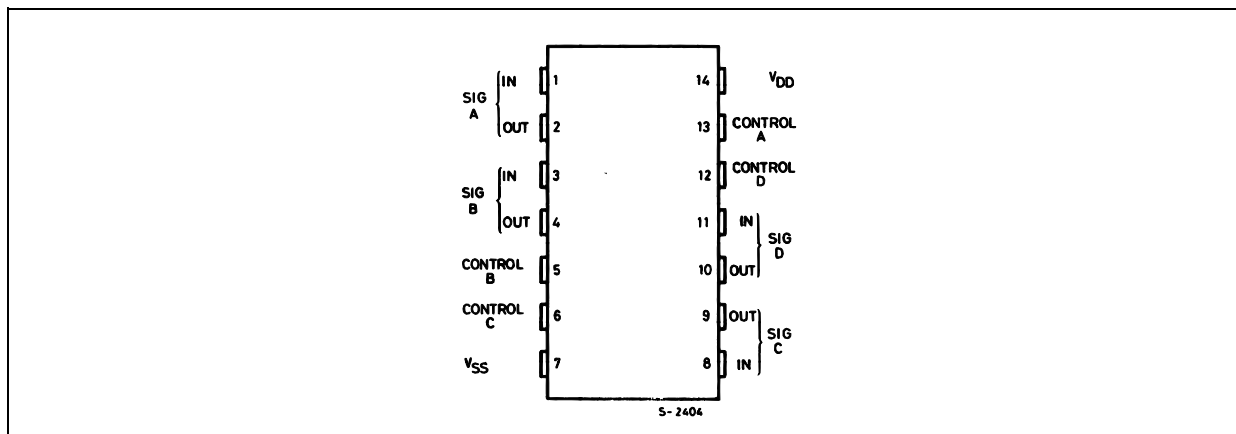 SIG A
IN 1
OUT 2
SIG B
IN 3
OUT 4
CONTROL B 5
CONTROL C 6
VSS 7
14 VDD
13 CONTROL A
12 CONTROL D
11 IN
10 OUT
SIG D
9 OUT
8 IN
SIG C
S-2404